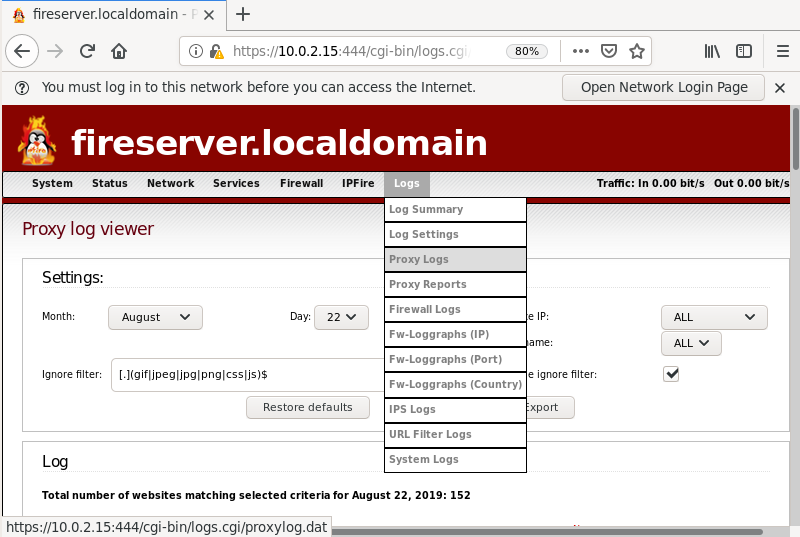 fireserver.localdomain - P
https://10.0.2.15:444/cgi-bin/logs.cgi
80%
You must log in to this network before you can access the Internet.
Open Network Login Page
fireserver.localdomain
System Status Network Services Firewall IPFire Logs
Traffic: In 0.00 bit/s Out 0.00 bit/s
Log Summary
Log Settings
Proxy Logs
Proxy Reports
Firewall Logs
Fw-Loggraphs (IP)
Fw-Loggraphs (Port)
Fw-Loggraphs (Country)
IPS Logs
URL Filter Logs
System Logs
Proxy log viewer
Settings:
Month: August Day: 22 e IP: ALL
name: ALL
Ignore filter: [.](gif|jpeg|jpg|png|css|js)$ e ignore filter:
Restore defaults Export
Log
Total number of websites matching selected criteria for August 22, 2019: 152
https://10.0.2.15:444/cgi-bin/logs.cgi/proxylog.dat